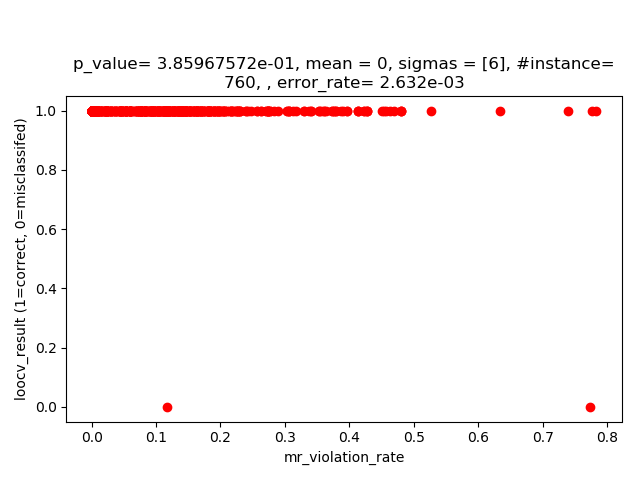 p_value= 3.85967572e-01, mean = 0, sigmas = [6], #instance=
760, , error_rate= 2.632e-03
loocv_result (1=correct, 0=misclassifed)
1.0
0.8
0.6
0.4
0.2
0.0
0.0 0.1 0.2 0.3 0.4 0.5 0.6 0.7 0.8
mr_violation_rate